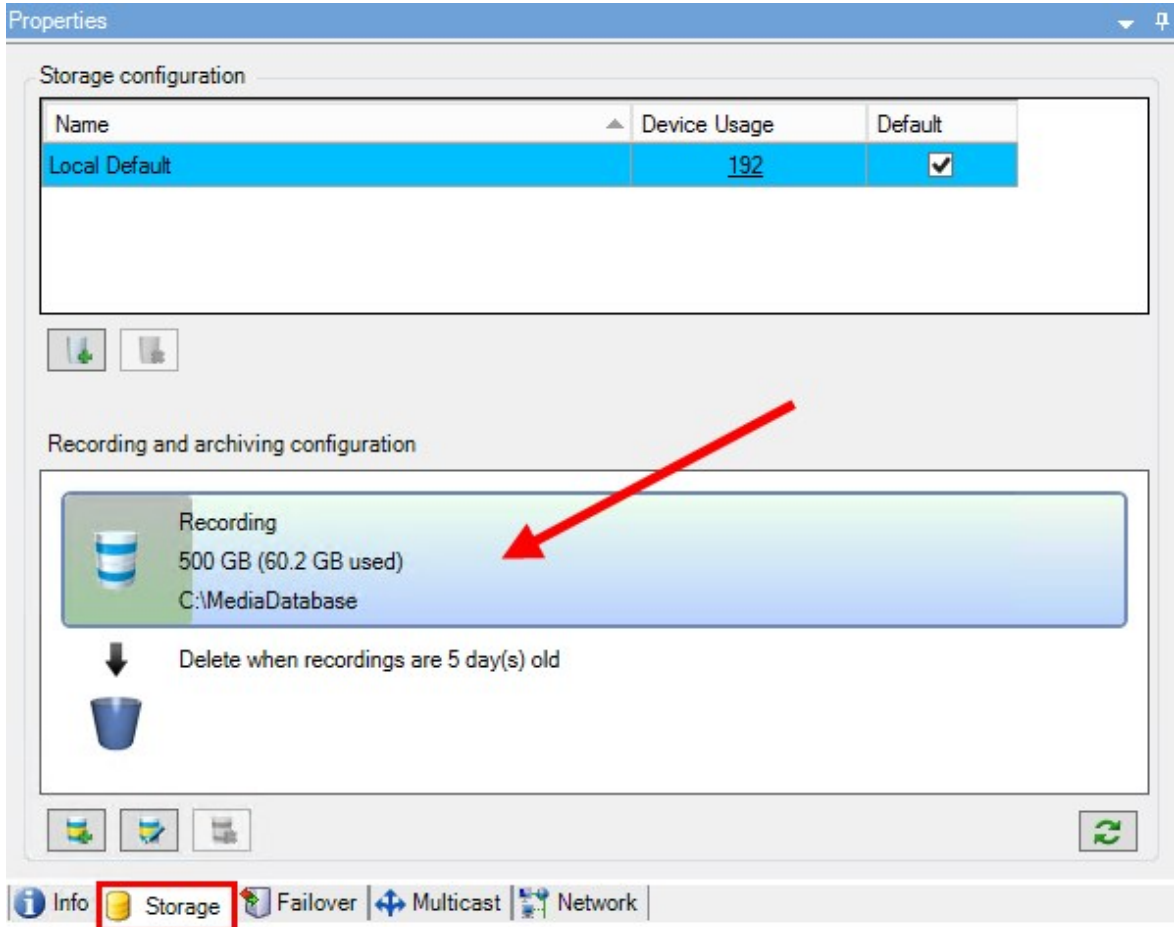 Properties
Storage configuration
Name Device Usage Default
Local Default 192
Recording and archiving configuration
Recording
500 GB (60.2 GB used)
C:\MediaDatabase
Delete when recordings are 5 day(s) old
Info Storage Failover Multicast Network